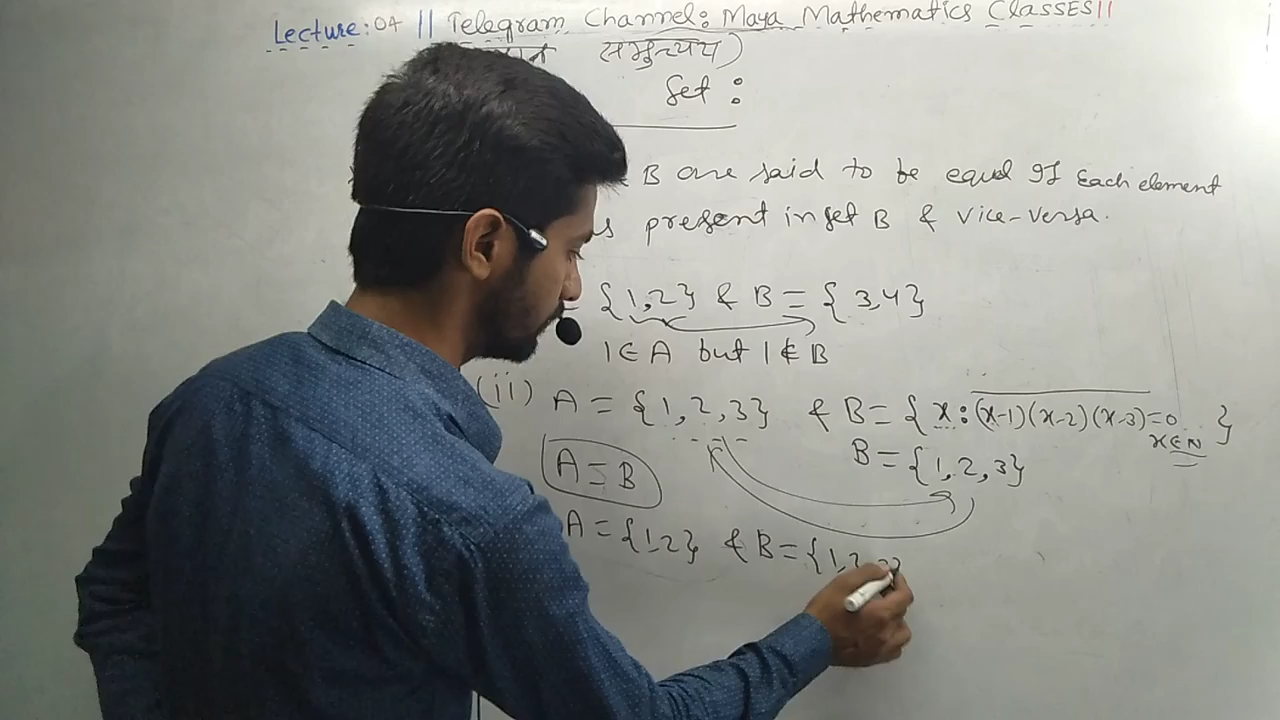 Lecture: 04 || Telegram Channel: Maya Mathematics Classes ||
समुच्चय)
Set :
B are said to be equal If Each element
is present in set B & Vice-Versa.
= {1,2} & B = {3,4}
1 ∈ A but 1 ∉ B
(ii) A = {1, 2, 3} & B = { x : (x-1)(x-2)(x-3)=0 x∈N }
B = {1, 2, 3}
A = B
A = {1,2} & B = {1,2